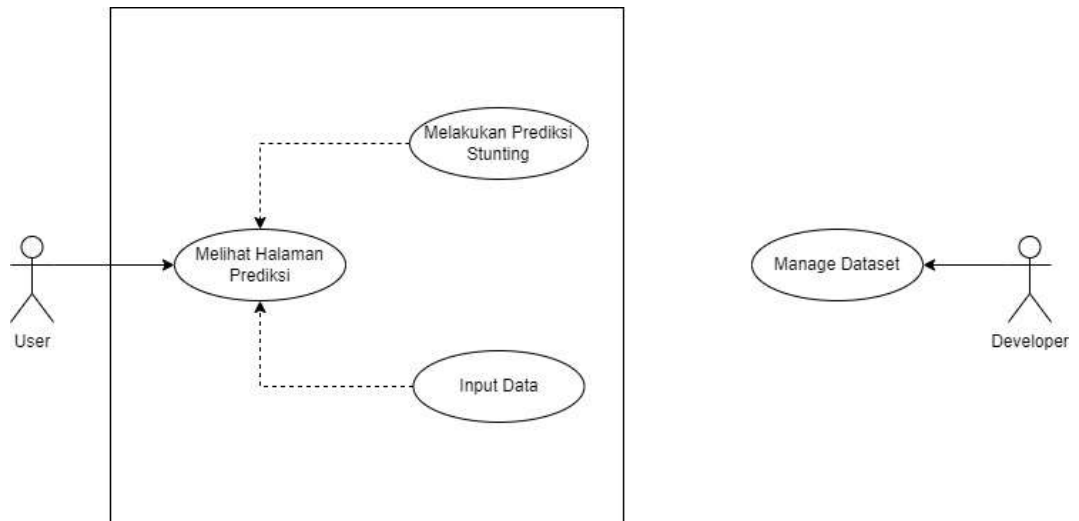 Melakukan Prediksi
Stunting
Melihat Halaman
Prediksi
Manage Dataset
User
Developer
Input Data